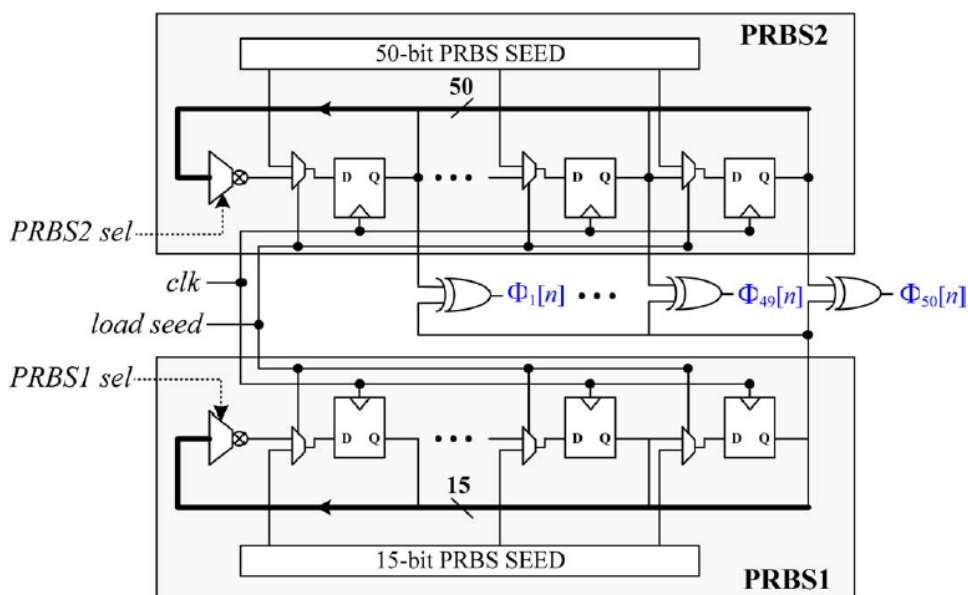 PRBS2
50-bit PRBS SEED
50
D Q
D Q
D Q
PRBS2 sel
clk
Φ1[n]
Φ49[n]
Φ50[n]
load seed
PRBS1 sel
D Q
D Q
D Q
15
15-bit PRBS SEED
PRBS1